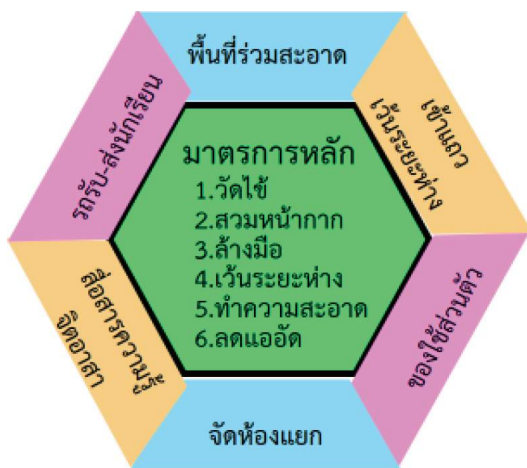 พื้นที่ร่วมสะอาด
เข้าแถว
เว้นระยะห่าง
ของใช้ส่วนตัว
จัดห้องแยก
สื่อสารความรู้
จิตอาสา
รถรับ-ส่งนักเรียน
มาตรการหลัก
1.วัดไข้
2.สวมหน้ากาก
3.ล้างมือ
4.เว้นระยะห่าง
5.ทำความสะอาด
6.ลดแออัด